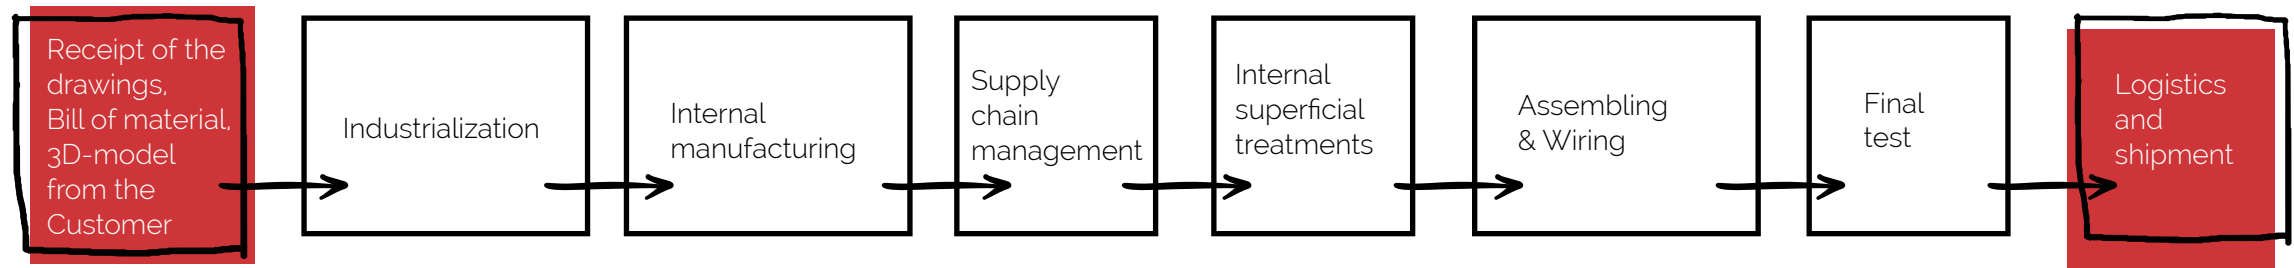 Receipt of the
drawings,
Bill of material,
3D-model
from the
Customer
Industrialization
Internal
manufacturing
Supply
chain
management
Internal
superficial
treatments
Assembling
& Wiring
Final
test
Logistics
and
shipment